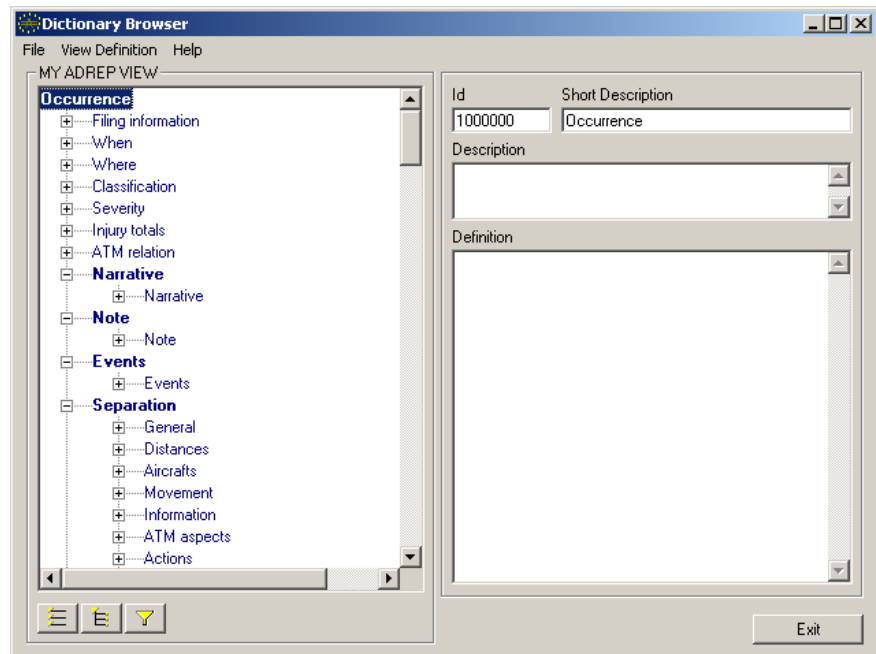 Dictionary Browser
File View Definition Help
MY ADREP VIEW
Occurrence
Filing information
When
Where
Classification
Severity
Injury totals
ATM relation
Narrative
Narrative
Note
Note
Events
Events
Separation
General
Distances
Aircrafts
Movement
Information
ATM aspects
Actions
Id Short Description
1000000 Occurrence
Description
Definition
Exit